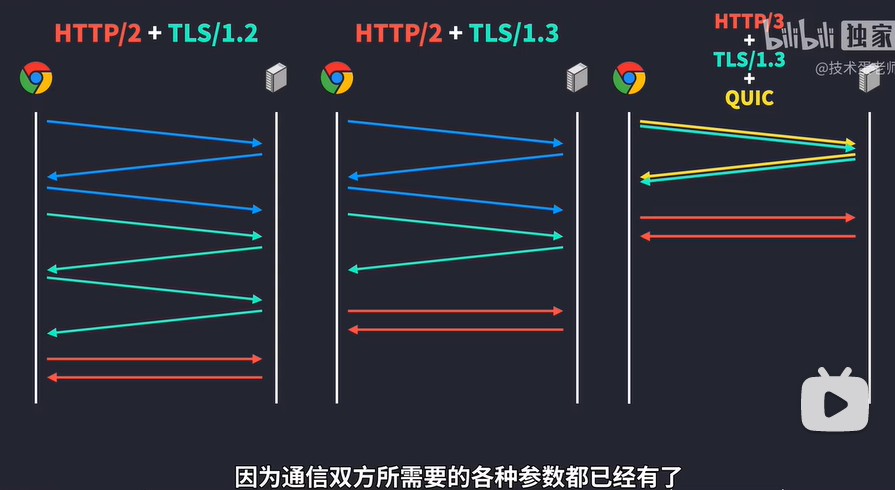 HTTP/2 + TLS/1.2
HTTP/2 + TLS/1.3
HTTP/3
+
TLS/1.3
+
QUIC
bilibili 独家
@技术蛋老师
因为通信双方所需要的各种参数都已经有了